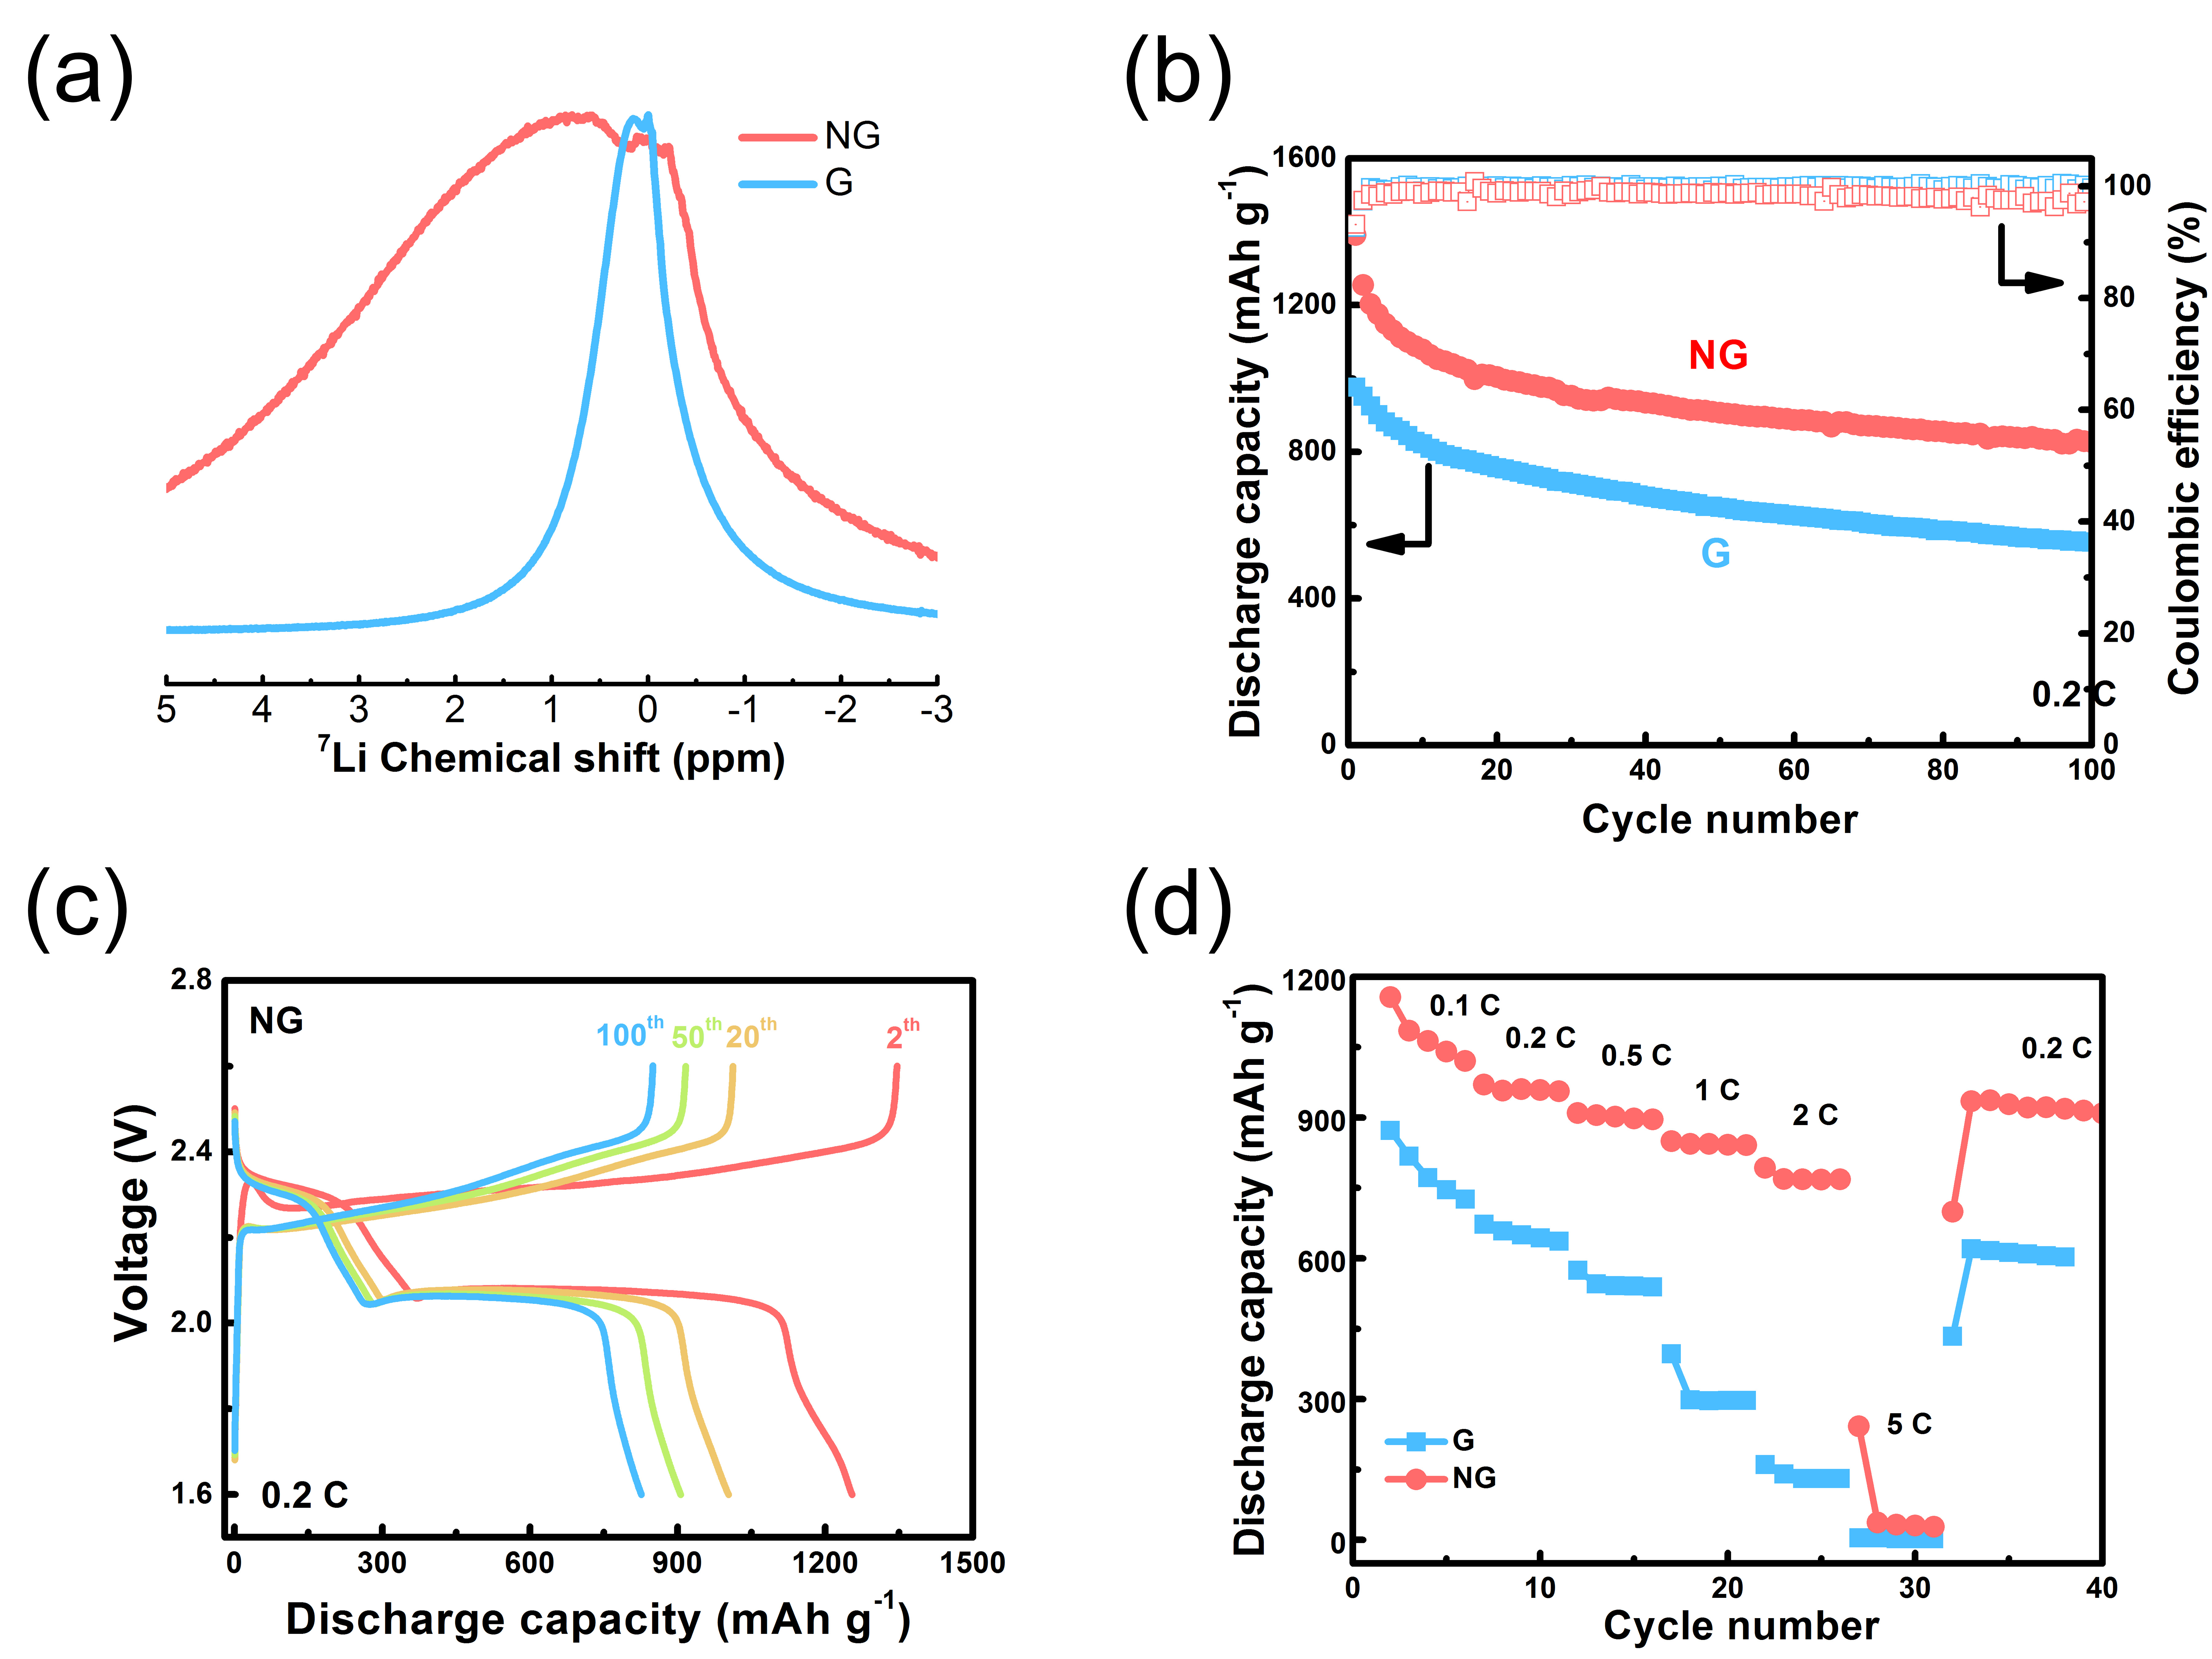 (a)
NG
G
5 4 3 2 1 0 -1 -2 -3
⁷Li Chemical shift (ppm)
(b)
1600
1200
800
400
0
Discharge capacity (mAh g⁻¹)
NG
G
0.2 C
100
80
60
40
20
0
Coulombic efficiency (%)
0 20 40 60 80 100
Cycle number
(c)
2.8
2.4
2.0
1.6
Voltage (V)
NG
100ᵗʰ 50ᵗʰ 20ᵗʰ 2ᵗʰ
0.2 C
0 300 600 900 1200 1500
Discharge capacity (mAh g⁻¹)
(d)
1200
900
600
300
0
Discharge capacity (mAh g⁻¹)
0.1 C
0.2 C
0.5 C
1 C
2 C
5 C
0.2 C
G
NG
0 10 20 30 40
Cycle number